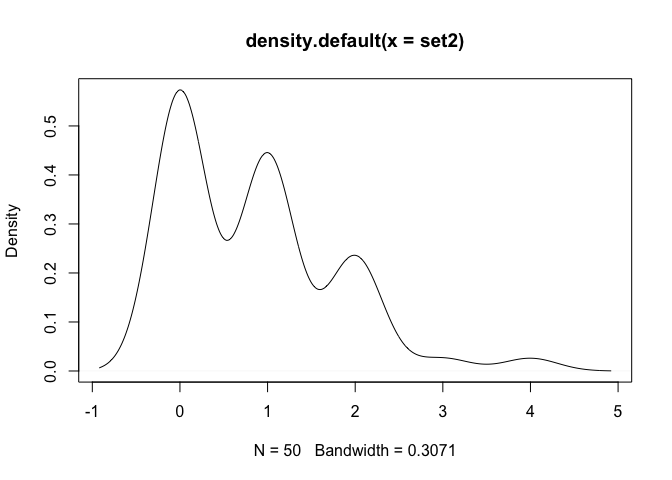 density.default(x = set2)
Density
0.0 0.1 0.2 0.3 0.4 0.5
-1 0 1 2 3 4 5
N = 50 Bandwidth = 0.3071